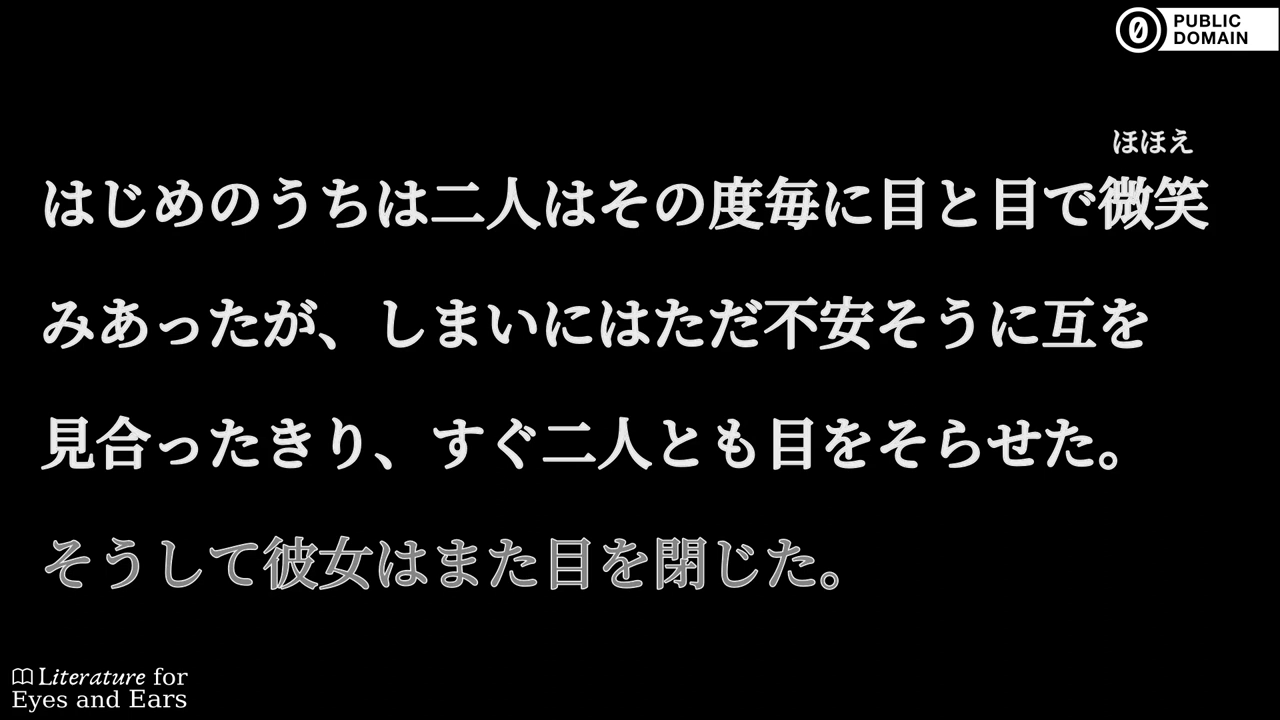 PUBLIC
DOMAIN
ほほえ
はじめのうちは二人はその度毎に目と目で微笑
みあったが、しまいにはただ不安そうに互を
見合ったきり、すぐ二人とも目をそらせた。
そうして彼女はまた目を閉じた。
Literature for
Eyes and Ears